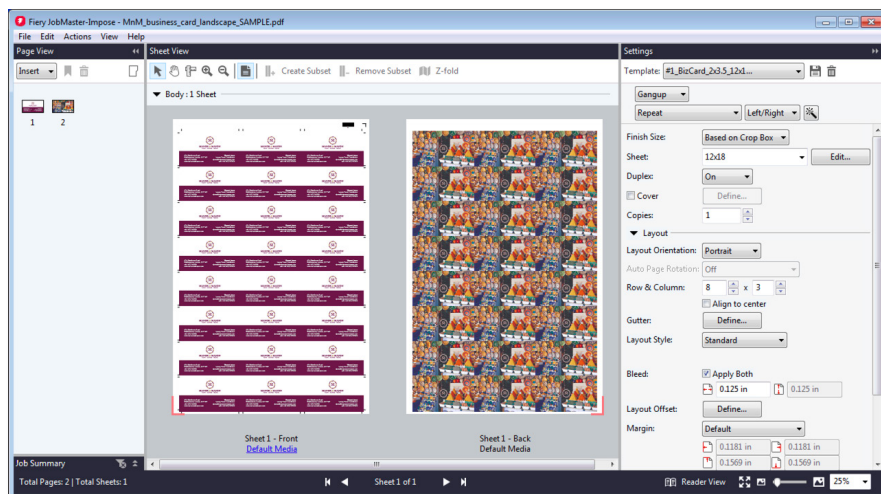 Fiery JobMaster-Impose - MnM_business_card_landscape_SAMPLE.pdf
File Edit Actions View Help
Page View
Sheet View
Settings
Insert
Create Subset
Remove Subset
Z-fold
Template: #1_BizCard_2x3.5_12x1...
Body : 1 Sheet
Gangup
Repeat
Left/Right
1 2
Finish Size: Based on Crop Box
Sheet: 12x18 Edit...
Duplex: On
Cover Define...
Copies: 1
Layout
Layout Orientation: Portrait
Auto Page Rotation: Off
Row & Column: 8 x 3
Align to center
Gutter: Define...
Layout Style: Standard
Bleed: Apply Both
0.125 in 0.125 in
Layout Offset: Define...
Margin: Default
0.1181 in 0.1181 in
0.1569 in 0.1569 in
Sheet 1 - Front
Default Media
Sheet 1 - Back
Default Media
Job Summary
Total Pages: 2 | Total Sheets: 1
Sheet 1 of 1
Reader View
25%